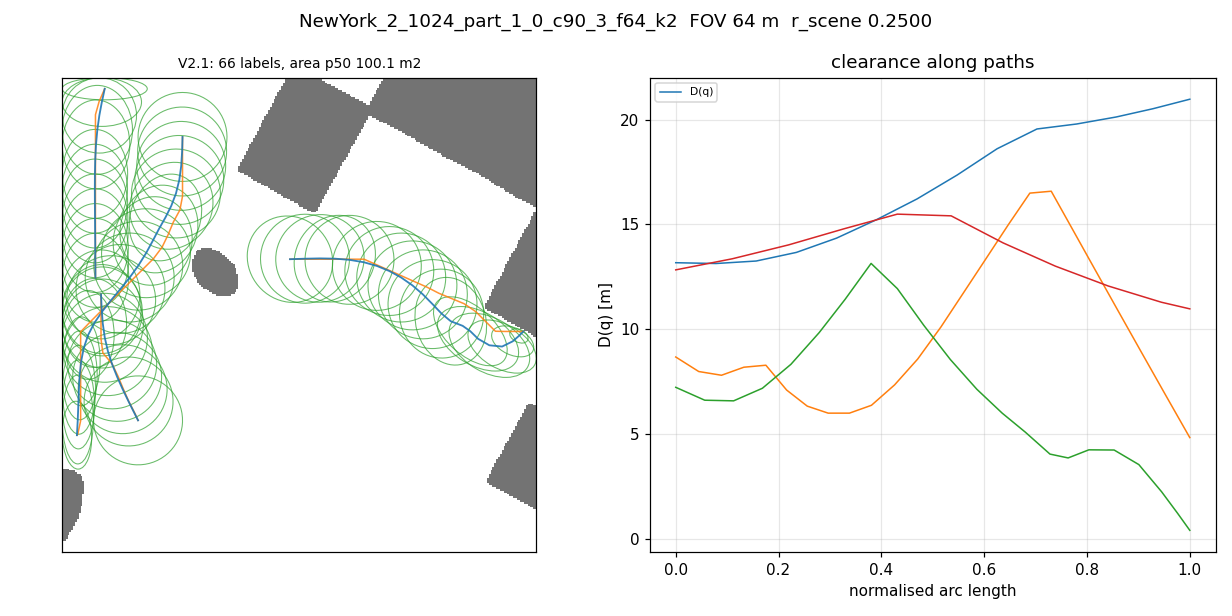 NewYork_2_1024_part_1_0_c90_3_f64_k2  FOV 64 m  r_scene 0.2500
V2.1: 66 labels, area p50 100.1 m2
clearance along paths
D(q)
20
15
10
5
0
D(q) [m]
0.0 0.2 0.4 0.6 0.8 1.0
normalised arc length